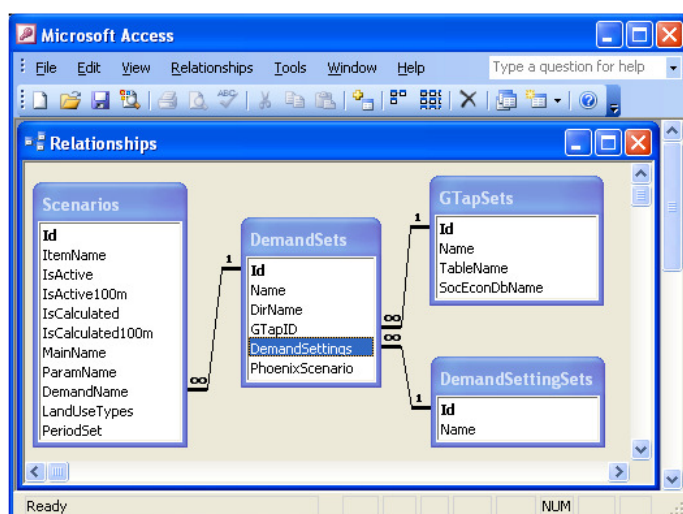 Microsoft Access
File Edit View Relationships Tools Window Help Type a question for help
ABC
Relationships
Scenarios
Id
ItemName
IsActive
IsActive100m
IsCalculated
IsCalculated100m
MainName
ParamName
DemandName
LandUseTypes
PeriodSet
∞
1
DemandSets
Id
Name
DirName
GTapID
DemandSettings
PhoenixScenario
∞
∞
1
GTapSets
Id
Name
TableName
SocEconDbName
1
DemandSettingSets
Id
Name
Ready NUM